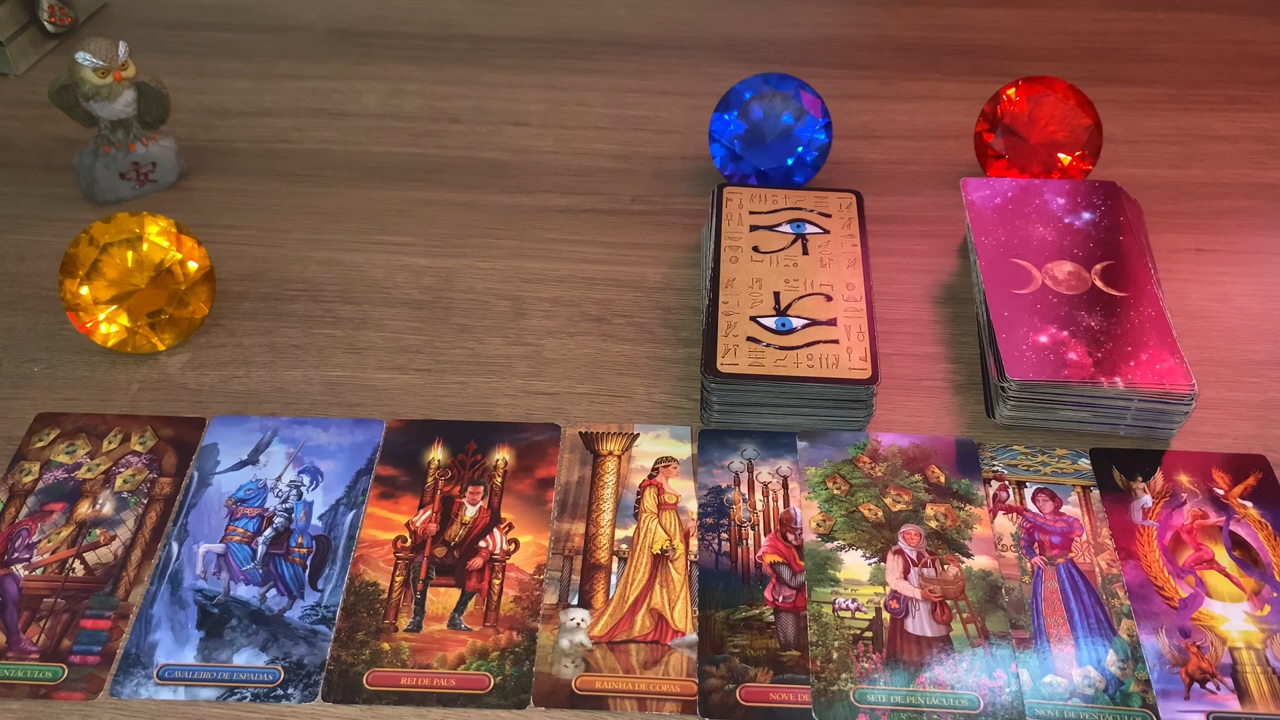 ENTÁCULOS
CAVALEIRO DE ESPADAS
REI DE PAUS
RAINHA DE COPAS
NOVE DE
SETE DE PENTÁCULOS
NOVE DE PENTÁCULOS